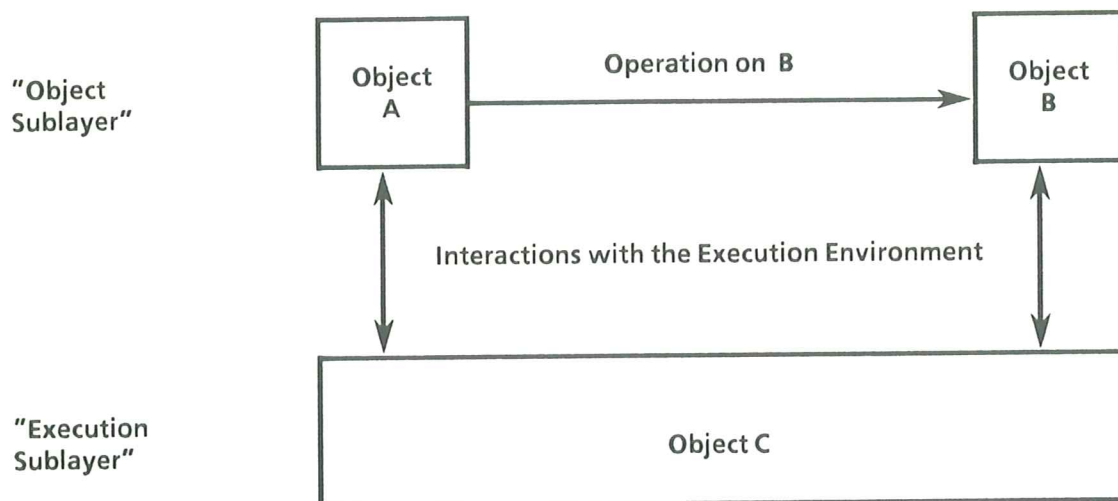 "Object
Sublayer"
Object
A
Operation on B
Object
B
Interactions with the Execution Environment
"Execution
Sublayer"
Object C